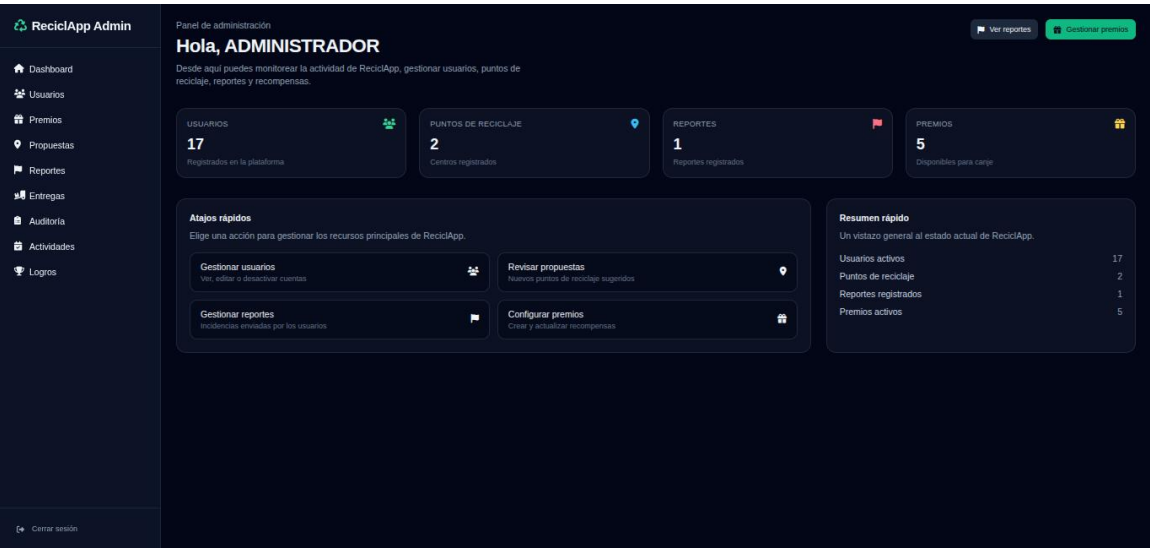 ReciclApp Admin
Dashboard
Usuarios
Premios
Propuestas
Reportes
Entregas
Auditoría
Actividades
Logros
Cerrar sesión
Panel de administración
Hola, ADMINISTRADOR
Desde aquí puedes monitorear la actividad de ReciclApp, gestionar usuarios, puntos de
reciclaje, reportes y recompensas.
Ver reportes
Gestionar premios
USUARIOS
17
Registrados en la plataforma
PUNTOS DE RECICLAJE
2
Centros registrados
REPORTES
1
Reportes registrados
PREMIOS
5
Disponibles para canje
Atajos rápidos
Elige una acción para gestionar los recursos principales de ReciclApp.
Gestionar usuarios
Ver, editar o desactivar cuentas
Revisar propuestas
Nuevos puntos de reciclaje sugeridos
Gestionar reportes
Incidencias enviadas por los usuarios
Configurar premios
Crear y actualizar recompensas
Resumen rápido
Un vistazo general al estado actual de ReciclApp.
Usuarios activos 17
Puntos de reciclaje 2
Reportes registrados 1
Premios activos 5